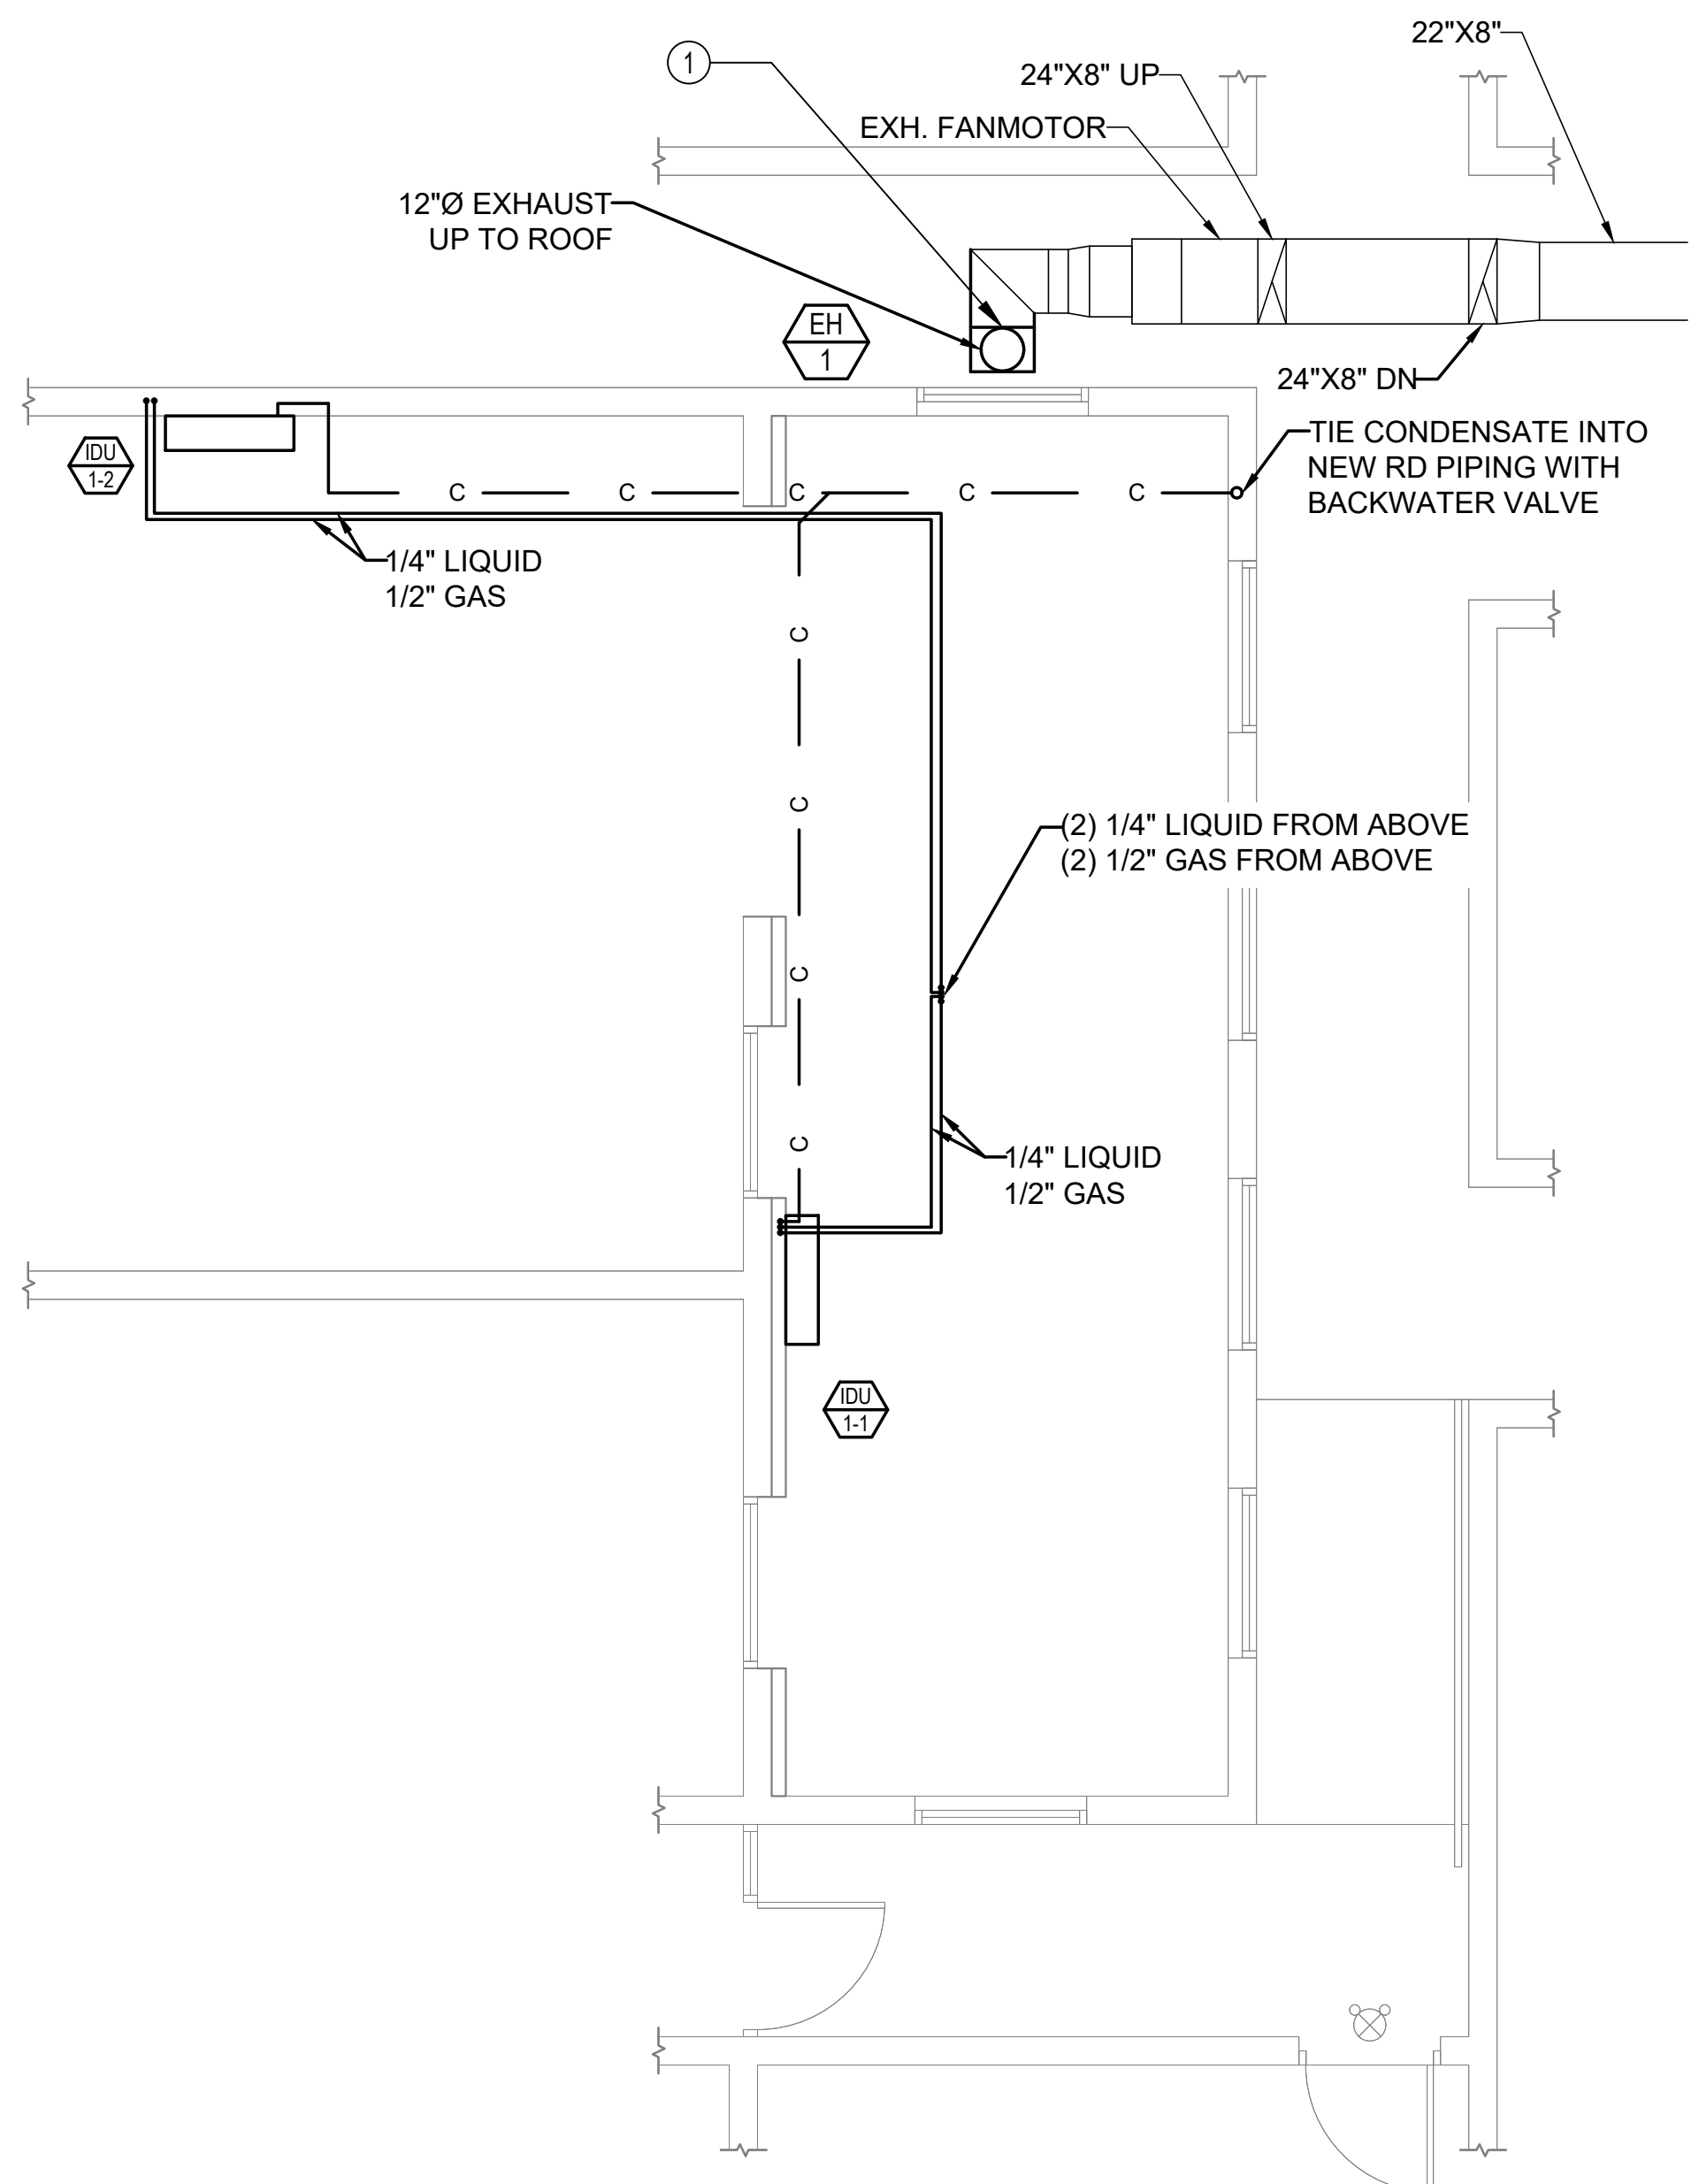 22"X8"
1
24"X8" UP
EXH. FANMOTOR
12"Ø EXHAUST
UP TO ROOF
EH
1
24"X8" DN
TIE CONDENSATE INTO
NEW RD PIPING WITH
BACKWATER VALVE
IDU
1-2
C C C C C
1/4" LIQUID
1/2" GAS
C
C
(2) 1/4" LIQUID FROM ABOVE
(2) 1/2" GAS FROM ABOVE
C
C
1/4" LIQUID
1/2" GAS
IDU
1-1